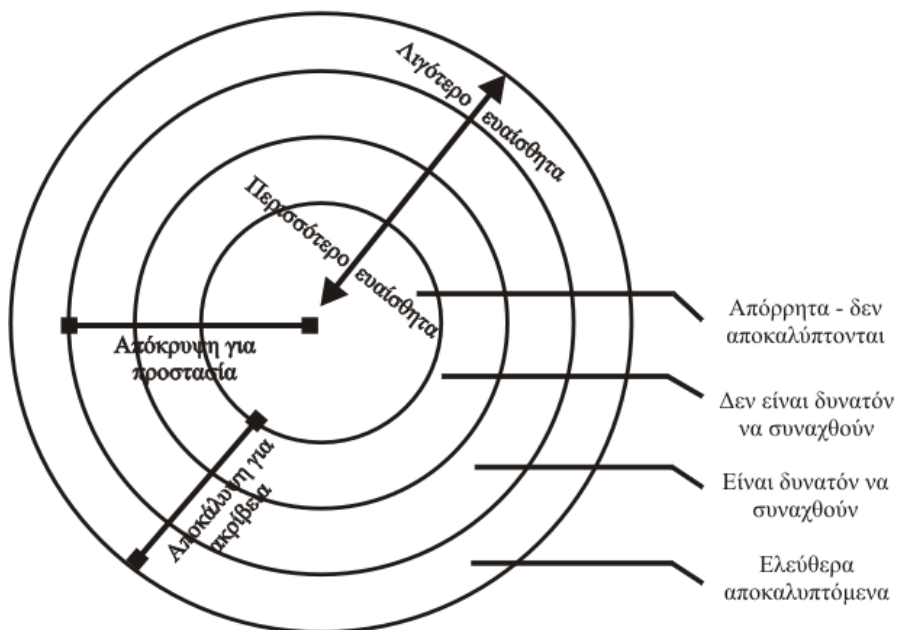 Λιγότερο ευαίσθητα
Περισσότερο ευαίσθητα
Απόκρυψη για
προστασία
Αποκάλυψη για
ακρίβεια
Απόρρητα - δεν
αποκαλύπτονται
Δεν είναι δυνατόν
να συναχθούν
Είναι δυνατόν να
συναχθούν
Ελεύθερα
αποκαλυπτόμενα